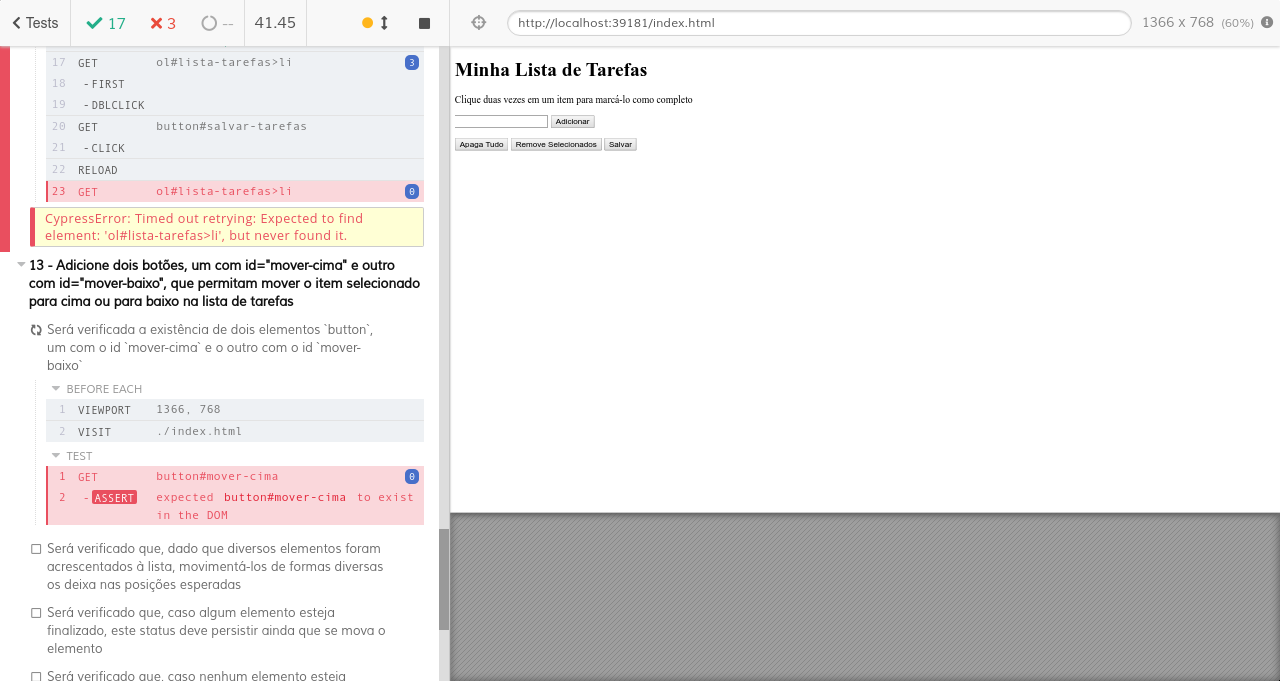 Tests 17 3 -- 41.45
http://localhost:39181/index.html 1366 x 768 (60%)
17 GET ol#lista-tarefas>li 3
18 -FIRST
19 -DBLCLICK
20 GET button#salvar-tarefas
21 -CLICK
22 RELOAD
23 GET ol#lista-tarefas>li 0
CypressError: Timed out retrying: Expected to find
element: 'ol#lista-tarefas>li', but never found it.
13 - Adicione dois botões, um com id="mover-cima" e outro
com id="mover-baixo", que permitam mover o item selecionado
para cima ou para baixo na lista de tarefas
Será verificada a existência de dois elementos `button`,
um com o id `mover-cima` e o outro com o id `mover-
baixo`
BEFORE EACH
1 VIEWPORT 1366, 768
2 VISIT ./index.html
TEST
1 GET button#mover-cima 0
2 -ASSERT expected button#mover-cima to exist
in the DOM
Será verificado que, dado que diversos elementos foram
acrescentados à lista, movimentá-los de formas diversas
os deixa nas posições esperadas
Será verificado que, caso algum elemento esteja
finalizado, este status deve persistir ainda que se mova o
elemento
Será verificado que, caso nenhum elemento esteja
Minha Lista de Tarefas
Clique duas vezes em um item para marcá-lo como completo
Adicionar
Apaga Tudo Remove Selecionados Salvar